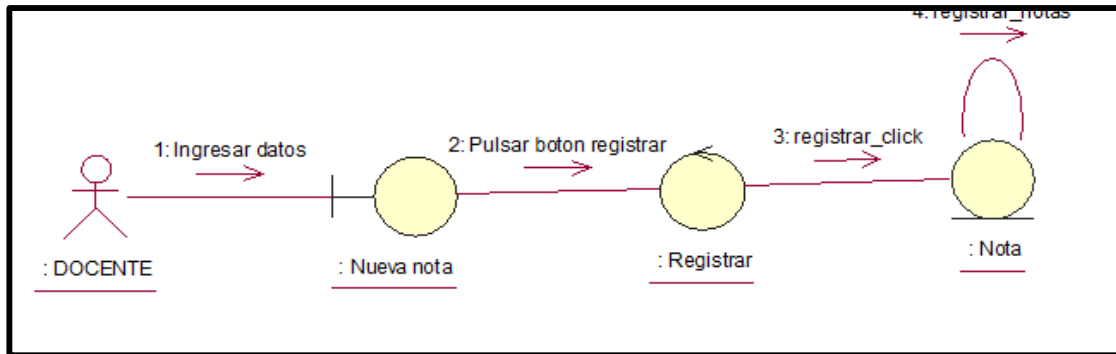 4: registrar_notas
1: Ingresar datos
2: Pulsar boton registrar
3: registrar_click
: DOCENTE
: Nueva nota
: Registrar
: Nota